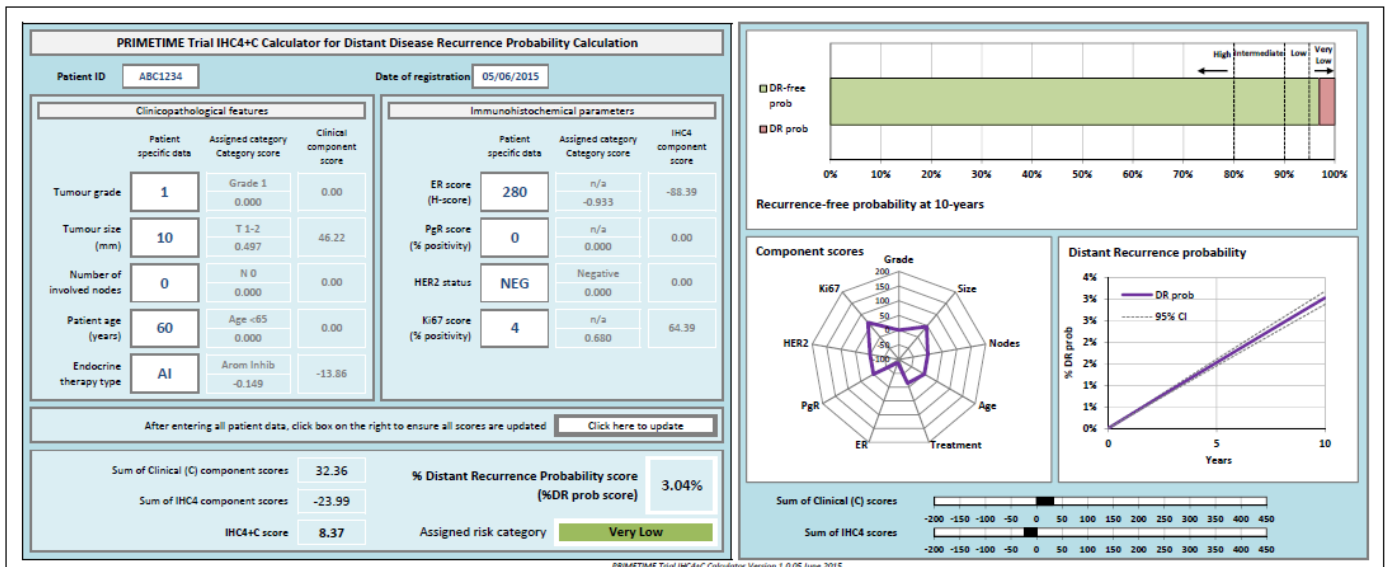 PRIMETIME Trial IHC4+C Calculator for Distant Disease Recurrence Probability Calculation
Patient ID ABC1234 Date of registration 05/06/2015
Clinicopathological features
Patient specific data
Assigned category
Category score
Clinical component score
Tumour grade 1 Grade 1 0.000 0.00
Tumour size (mm) 10 T 1-2 0.497 46.22
Number of involved nodes 0 N 0 0.000 0.00
Patient age (years) 60 Age <65 0.000 0.00
Endocrine therapy type AI Arom Inhib -0.149 -13.86
Immunohistochemical parameters
Patient specific data
Assigned category
Category score
IHC4 component score
ER score (H-score) 280 n/a -0.933 -88.39
PgR score (% positivity) 0 n/a 0.000 0.00
HER2 status NEG Negative 0.000 0.00
Ki67 score (% positivity) 4 n/a 0.680 64.39
After entering all patient data, click box on the right to ensure all scores are updated Click here to update
Sum of Clinical (C) component scores 32.36
Sum of IHC4 component scores -23.99
IHC4+C score 8.37
% Distant Recurrence Probability score
(%DR prob score) 3.04%
Assigned risk category Very Low
High Intermediate Low Very Low
DR-free prob
DR prob
0% 10% 20% 30% 40% 50% 60% 70% 80% 90% 100%
Recurrence-free probability at 10-years
Component scores
Grade
Size
Nodes
Age
Treatment
ER
PgR
HER2
Ki67
200
150
100
50
0
-50
-100
Distant Recurrence probability
DR prob
95% CI
% DR prob
4%
3%
3%
2%
2%
1%
1%
0%
0 5 10
Years
Sum of Clinical (C) scores
-200 -150 -100 -50 0 50 100 150 200 250 300 350 400 450
Sum of IHC4 scores
-200 -150 -100 -50 0 50 100 150 200 250 300 350 400 450
PRIMETIME Trial IHC4+C Calculator Version 1.0 05 June 2015